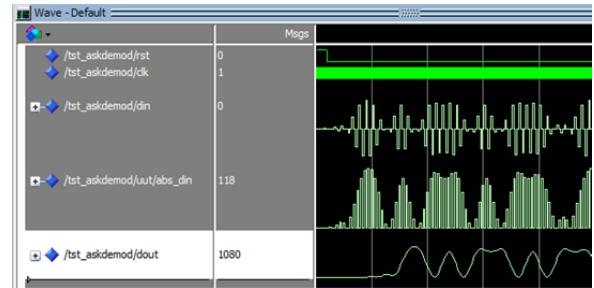 Wave - Default
Msgs
/tst_askdemod/rst 0
/tst_askdemod/clk 1
/tst_askdemod/din 0
/tst_askdemod/uut/abs_din 118
/tst_askdemod/dout 1080